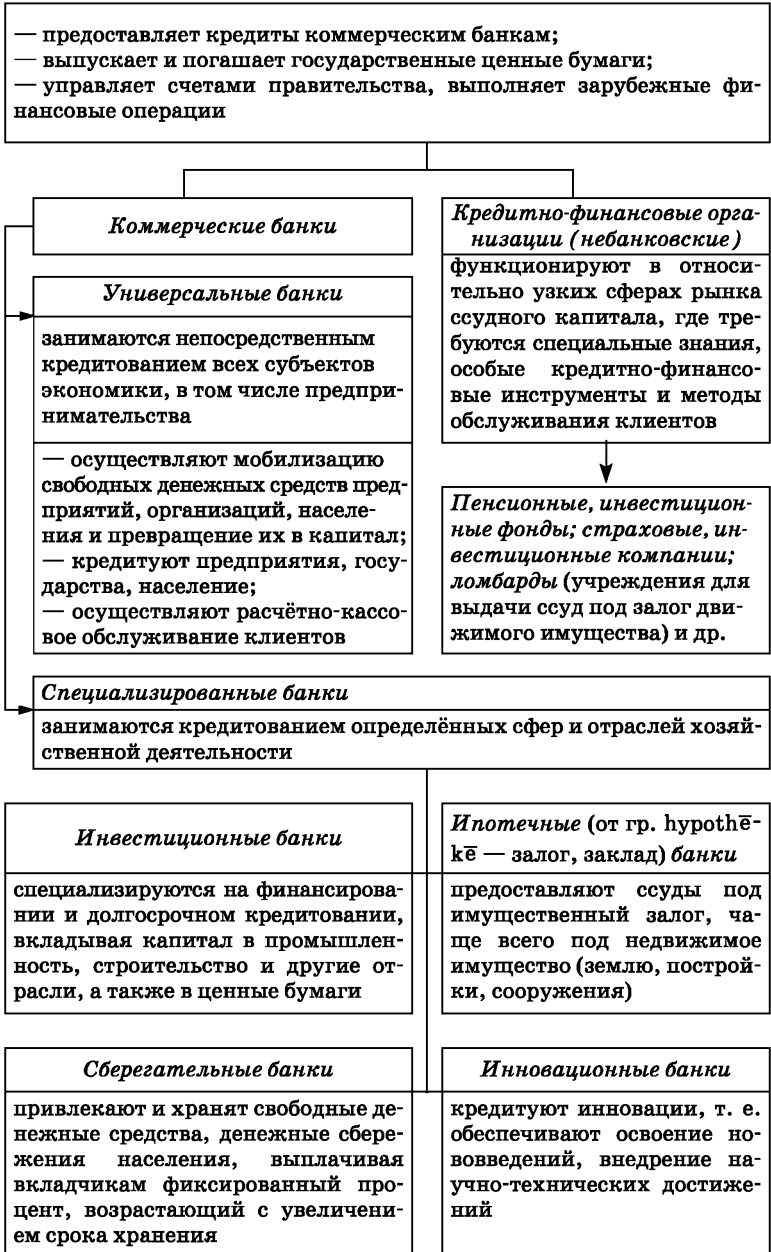 — предоставляет кредиты коммерческим банкам;
— выпускает и погашает государственные ценные бумаги;
— управляет счетами правительства, выполняет зарубежные фи-
нансовые операции
Коммерческие банки
Кредитно-финансовые орга-
низации (небанковские)
функционируют в относи-
тельно узких сферах рынка
ссудного капитала, где тре-
буются специальные знания,
особые кредитно-финансо-
вые инструменты и методы
обслуживания клиентов
Универсальные банки
занимаются непосредственным
кредитованием всех субъектов
экономики, в том числе предпри-
нимательства
— осуществляют мобилизацию
свободных денежных средств пред-
приятий, организаций, населе-
ния и превращение их в капитал;
— кредитуют предприятия, госу-
дарства, население;
— осуществляют расчётно-кассо-
вое обслуживание клиентов
Пенсионные, инвестицион-
ные фонды; страховые, ин-
вестиционные компании;
ломбарды (учреждения для
выдачи ссуд под залог дви-
жимого имущества) и др.
Специализированные банки
занимаются кредитованием определённых сфер и отраслей хозяй-
ственной деятельности
Инвестиционные банки
специализируются на финансирова-
нии и долгосрочном кредитовании,
вкладывая капитал в промышлен-
ность, строительство и другие от-
расли, а также в ценные бумаги
Ипотечные (от гр. hypothē-
kē — залог, заклад) банки
предоставляют ссуды под
имущественный залог, ча-
ще всего под недвижимое
имущество (землю, построй-
ки, сооружения)
Сберегательные банки
привлекают и хранят свободные де-
нежные средства, денежные сбере-
жения населения, выплачивая
вкладчикам фиксированный про-
цент, возрастающий с увеличени-
ем срока хранения
Инновационные банки
кредитуют инновации, т. е.
обеспечивают освоение но-
вовведений, внедрение на-
учно-технических достиже-
ний